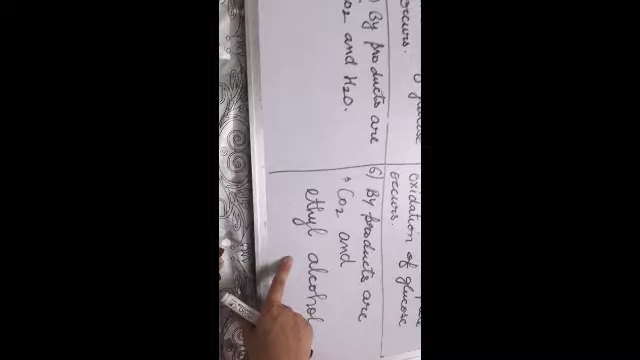 occurs.
By products are
CO2 and H2O.
oxidation of glucose
occurs.
6) By products are
CO2 and
ethyl alcohol